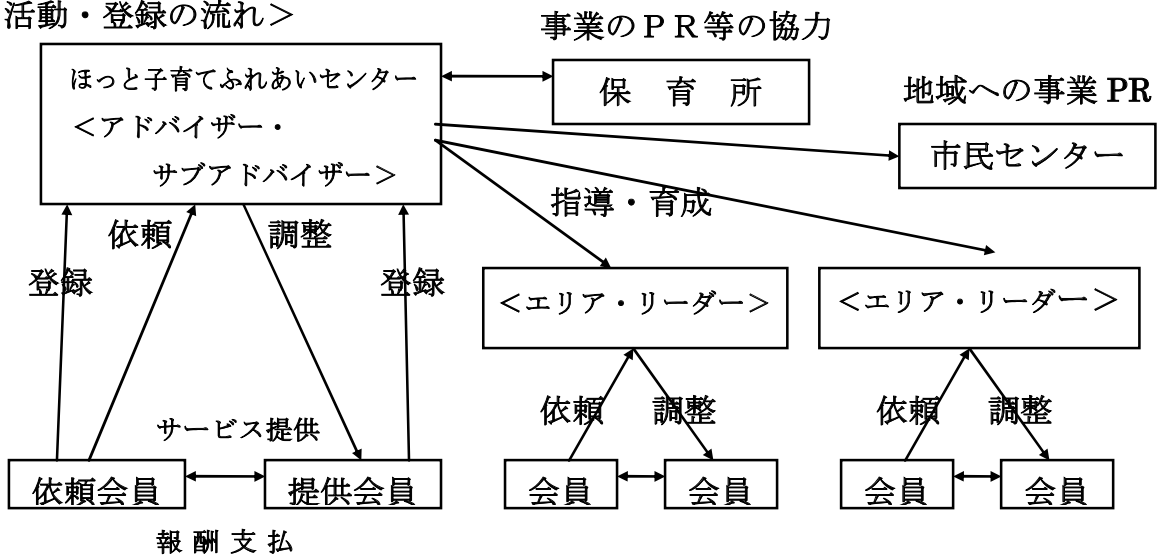 活動・登録の流れ＞
事業のＰＲ等の協力
ほっと子育てふれあいセンター
＜アドバイザー・
サブアドバイザー＞
保　育　所
地域への事業 PR
市民センター
指導・育成
依頼
調整
登録
登録
＜エリア・リーダー＞
＜エリア・リーダー＞
依頼
調整
依頼
調整
サービス提供
依頼会員
提供会員
会員
会員
会員
会員
報 酬 支 払